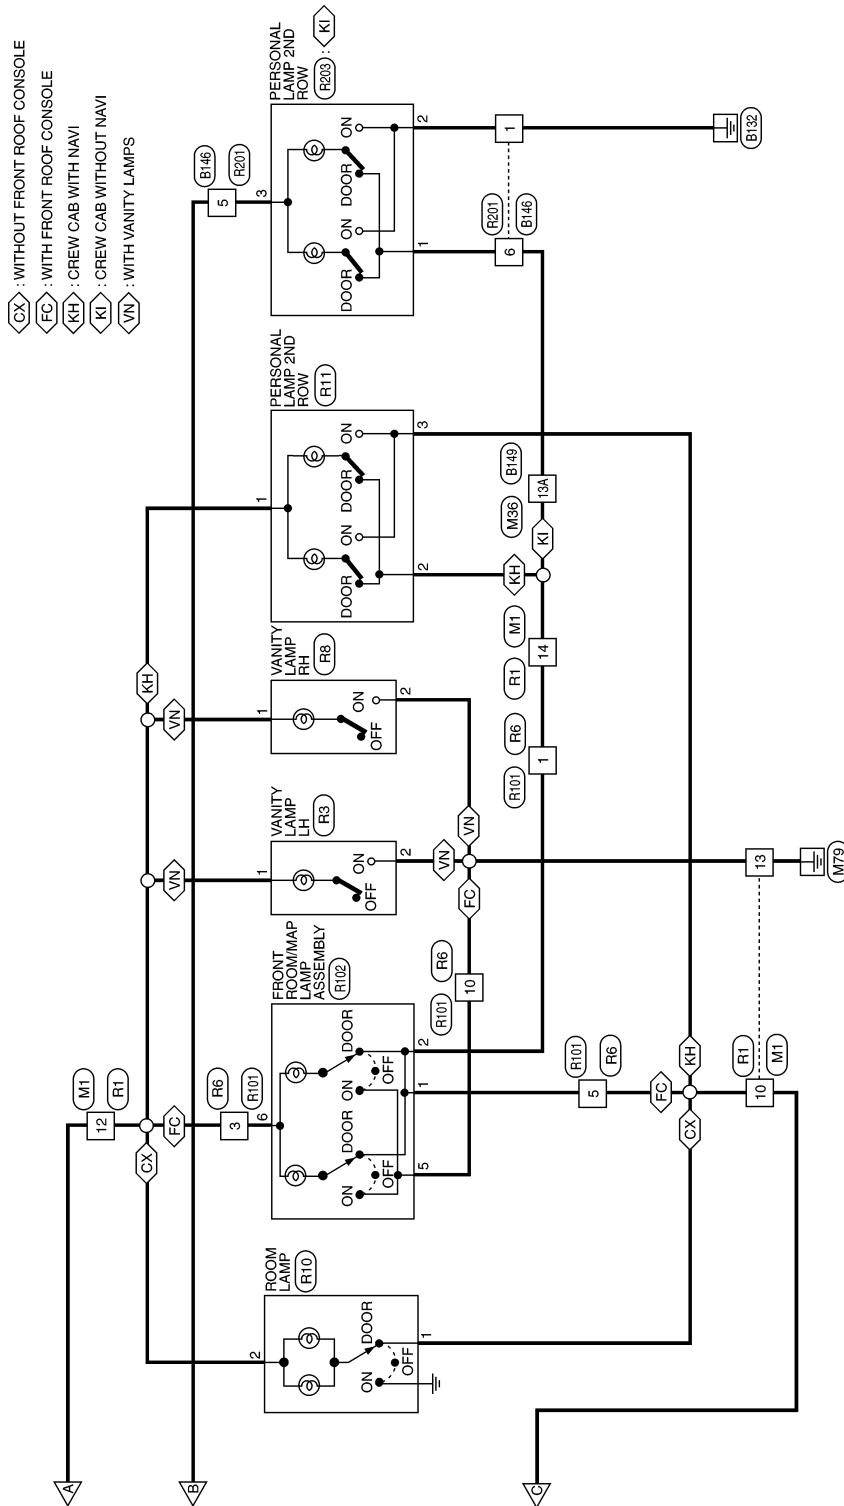 CX : WITHOUT FRONT ROOF CONSOLE
FC : WITH FRONT ROOF CONSOLE
KH : CREW CAB WITH NAVI
KI : CREW CAB WITHOUT NAVI
VN : WITH VANITY LAMPS
A
M1
12
R1
CX
FC
KH
VN
VN
B
R6
3
R101
B146
5
R201
ROOM
LAMP
R10
2
ON
OFF
DOOR
1
FRONT
ROOM/MAP
LAMP
ASSEMBLY
R102
6
ON
OFF
DOOR
ON
OFF
DOOR
5
1
2
VANITY
LAMP
LH
R3
1
OFF
ON
2
VANITY
LAMP
RH
R8
1
OFF
ON
2
PERSONAL
LAMP 2ND
ROW
R11
1
DOOR
ON
DOOR
ON
2
3
PERSONAL
LAMP 2ND
ROW
R203 : KI
3
DOOR
ON
DOOR
ON
1
2
R101
10
R6
FC
VN
VN
R101
1
R6
R1
14
M1
KH
KI
M36
13A
B149
R201
6
B146
1
B132
R101
5
R6
FC
CX
KH
R1
10
M1
13
M79
C